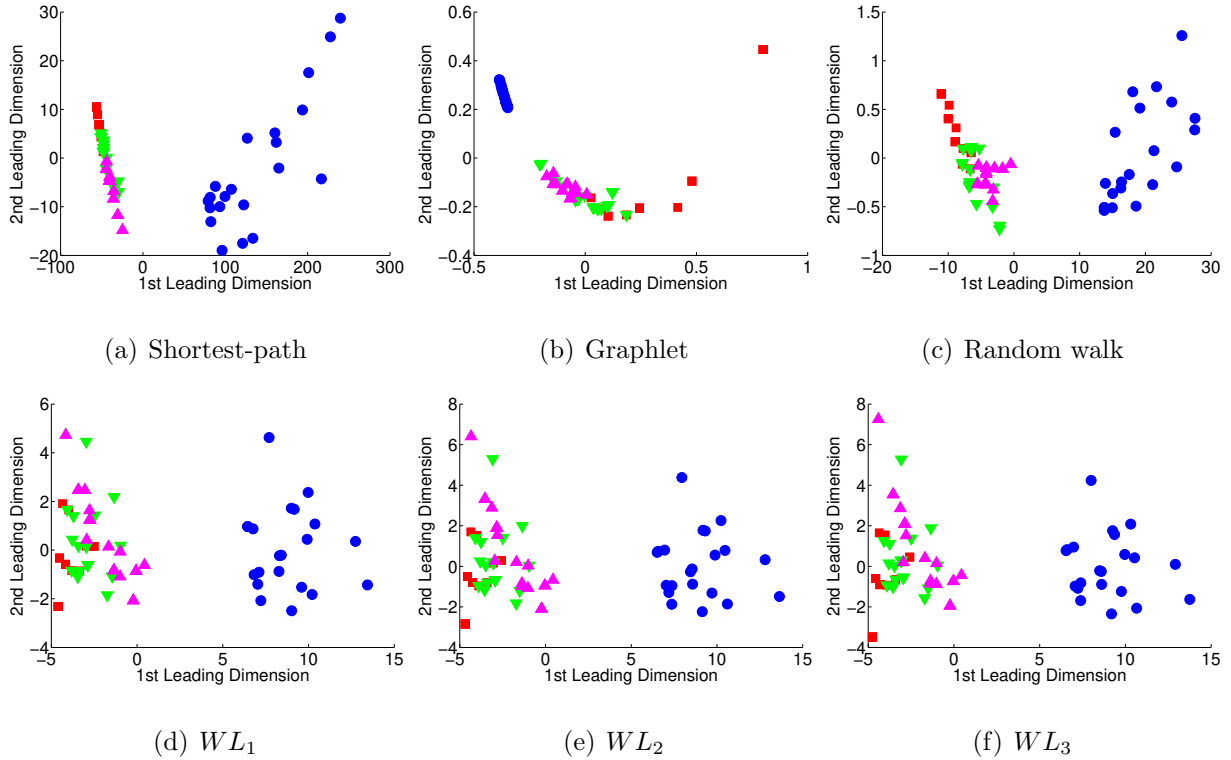 30
20
10
0
−10
−20
−100 0 100 200 300
1st Leading Dimension
2nd Leading Dimension
(a) Shortest-path
0.6
0.4
0.2
0
−0.2
−0.4
−0.5 0 0.5 1
1st Leading Dimension
2nd Leading Dimension
(b) Graphlet
1.5
1
0.5
0
−0.5
−1
−20 −10 0 10 20 30
1st Leading Dimension
2nd Leading Dimension
(c) Random walk
6
4
2
0
−2
−4
−5 0 5 10 15
1st Leading Dimension
2nd Leading Dimension
(d) WL₁
8
6
4
2
0
−2
−4
−5 0 5 10 15
1st Leading Dimension
2nd Leading Dimension
(e) WL₂
8
6
4
2
0
−2
−4
−5 0 5 10 15
1st Leading Dimension
2nd Leading Dimension
(f) WL₃